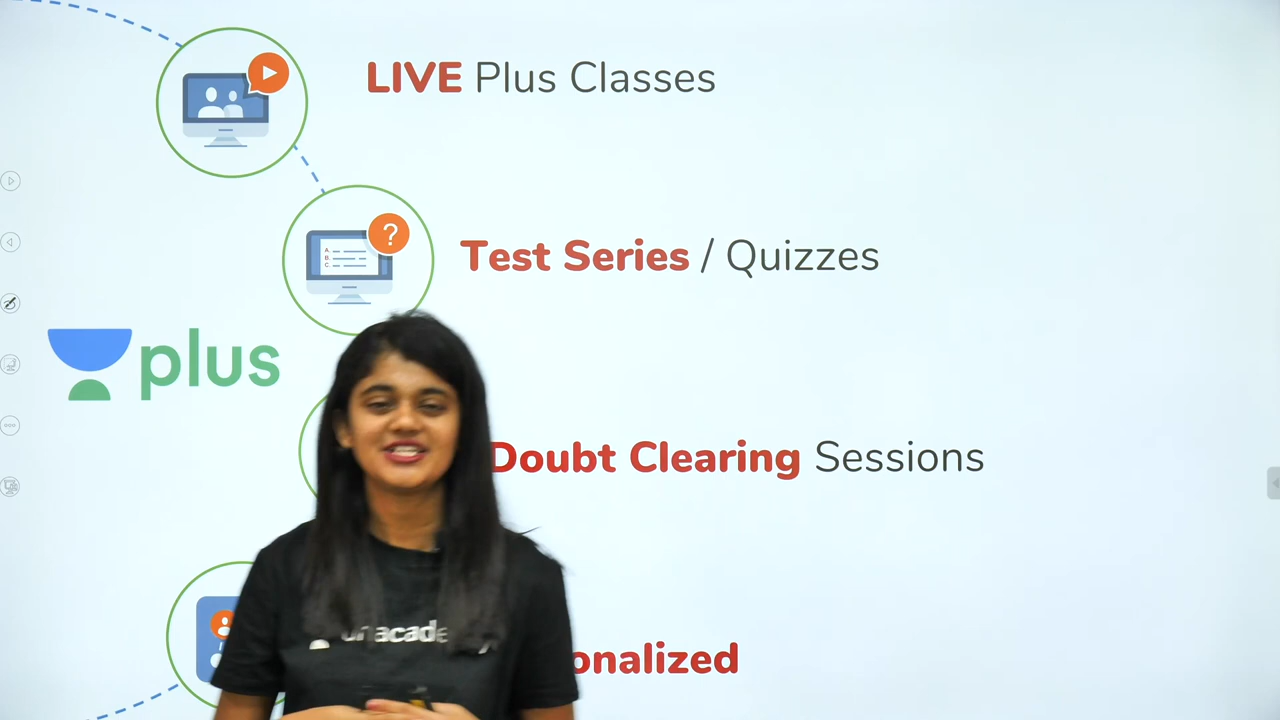 LIVE Plus Classes
?
A.
B.
C.
Test Series / Quizzes
plus
Doubt Clearing Sessions
onalized